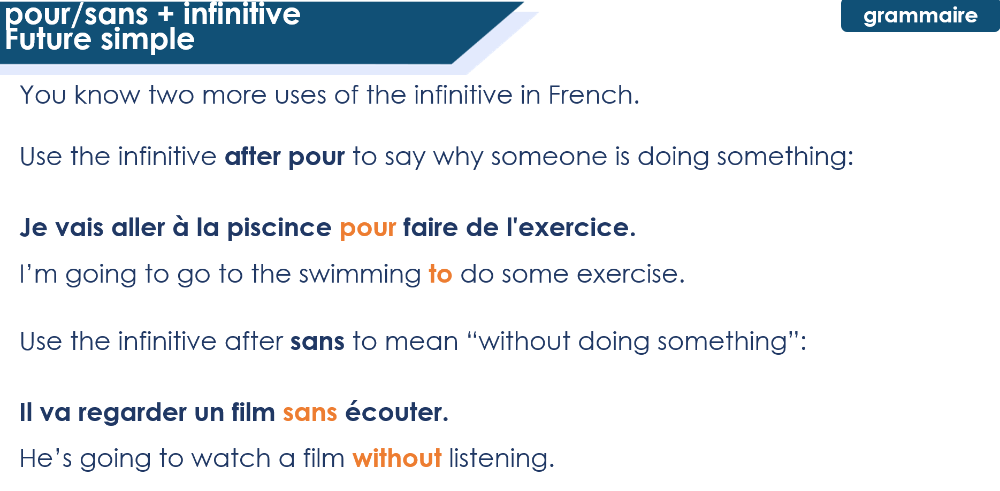 pour/sans + infinitive
Future simple
grammaire
You know two more uses of the infinitive in French.
Use the infinitive after pour to say why someone is doing something:
Je vais aller à la piscince pour faire de l'exercice.
I’m going to go to the swimming to do some exercise.
Use the infinitive after sans to mean “without doing something”:
Il va regarder un film sans écouter.
He’s going to watch a film without listening.